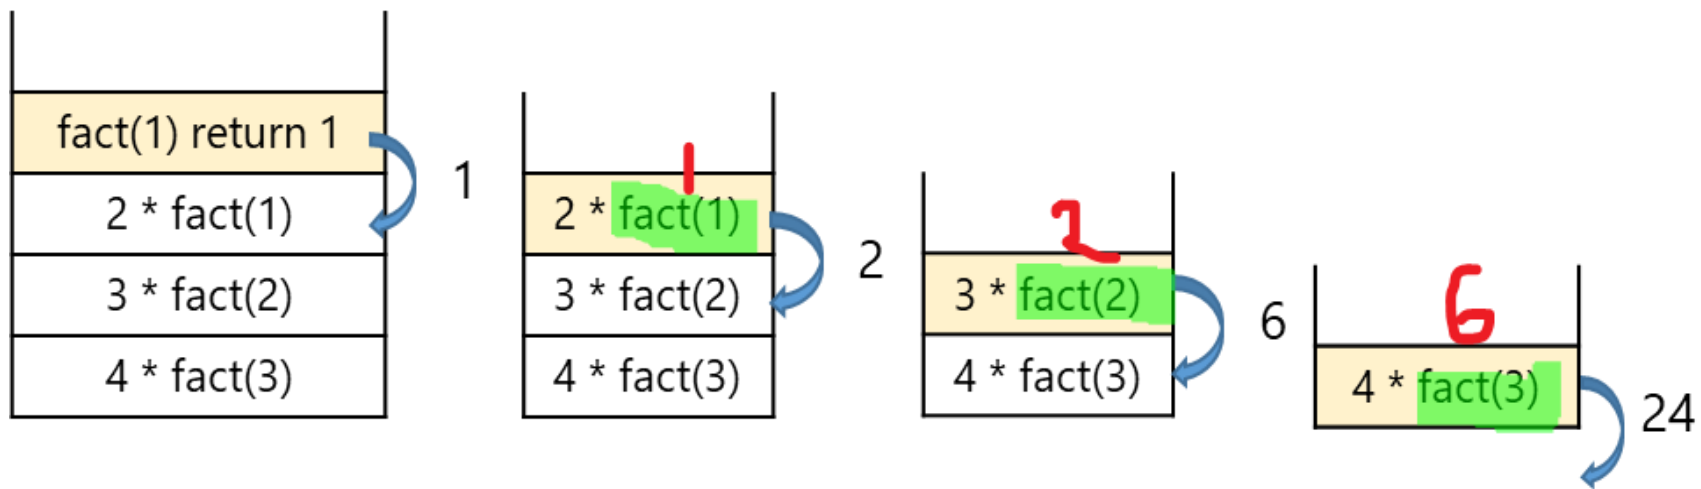 fact(1) return 1
2 * fact(1)
3 * fact(2)
4 * fact(3)
1
1
2 * fact(1)
3 * fact(2)
4 * fact(3)
2
2
3 * fact(2)
4 * fact(3)
6
6
4 * fact(3)
24